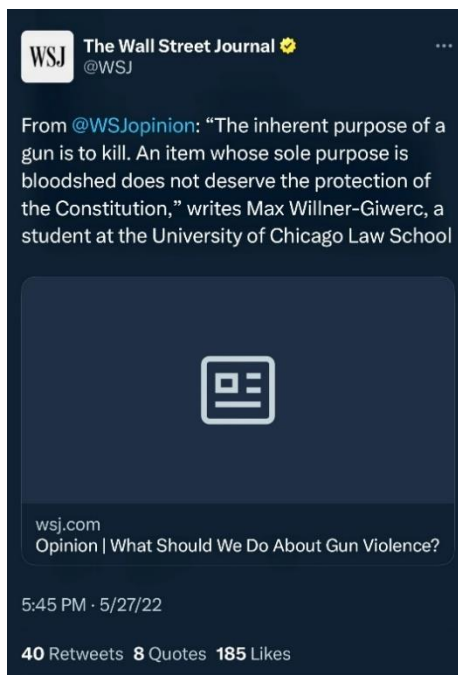 WSJ
The Wall Street Journal
@WSJ
From @WSJopinion: “The inherent purpose of a
gun is to kill. An item whose sole purpose is
bloodshed does not deserve the protection of
the Constitution,” writes Max Willner-Giwerc, a
student at the University of Chicago Law School
wsj.com
Opinion | What Should We Do About Gun Violence?
5:45 PM · 5/27/22
40 Retweets 8 Quotes 185 Likes